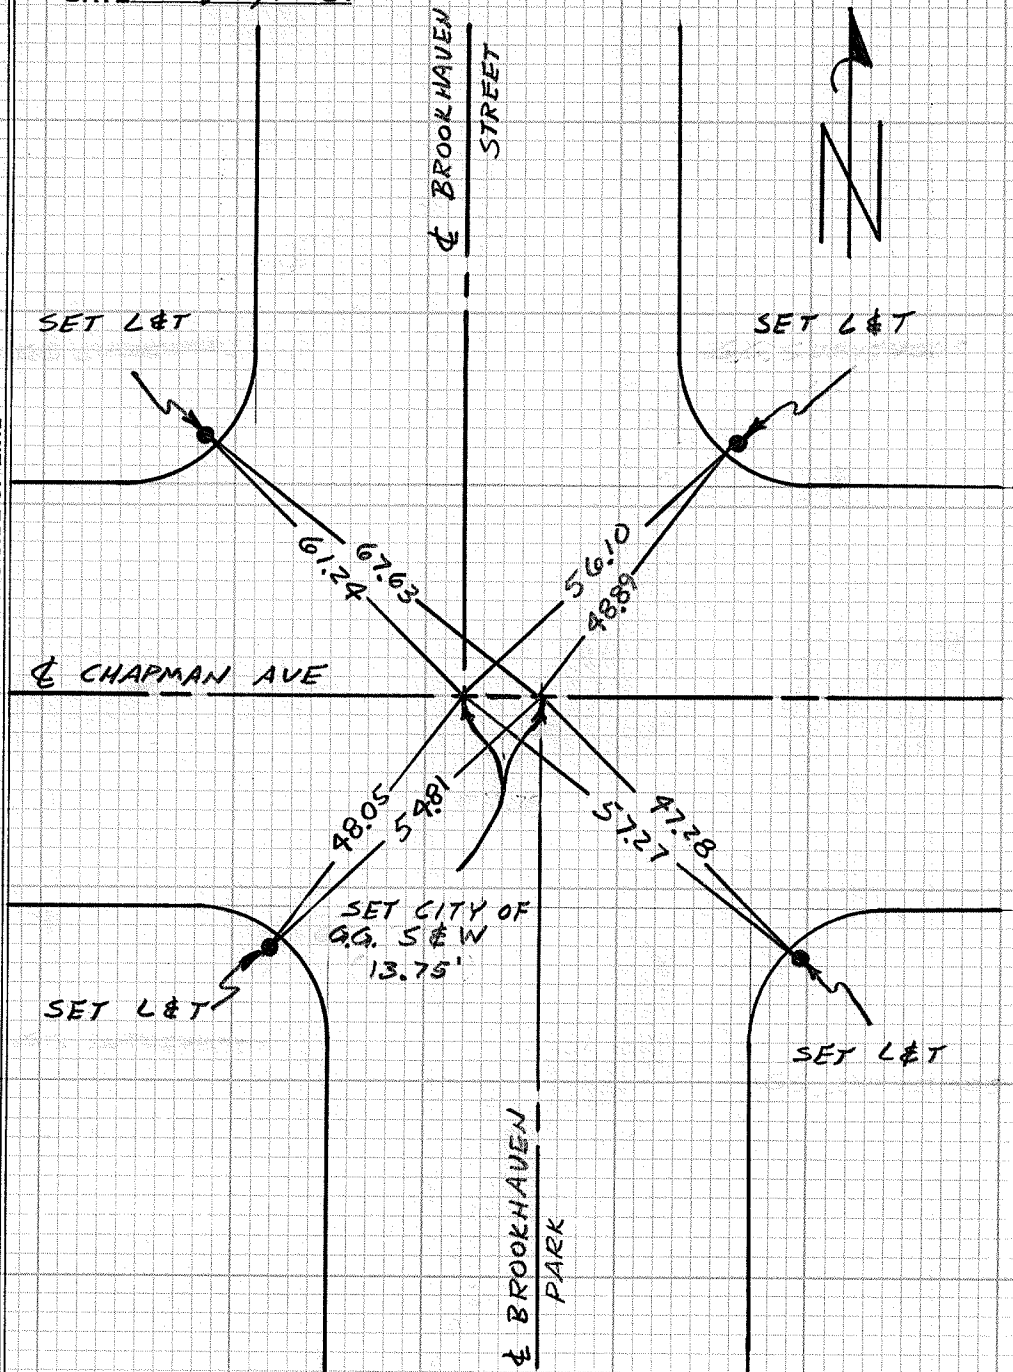 ℄ BROOKHAVEN
STREET
N
SET L&T
SET L&T
61.24
67.63
56.10
48.89
℄ CHAPMAN AVE
48.05
54.81
57.27
47.28
SET CITY OF
G.G. S&W
13.75'
SET L&T
SET L&T
℄ BROOKHAVEN
PARK